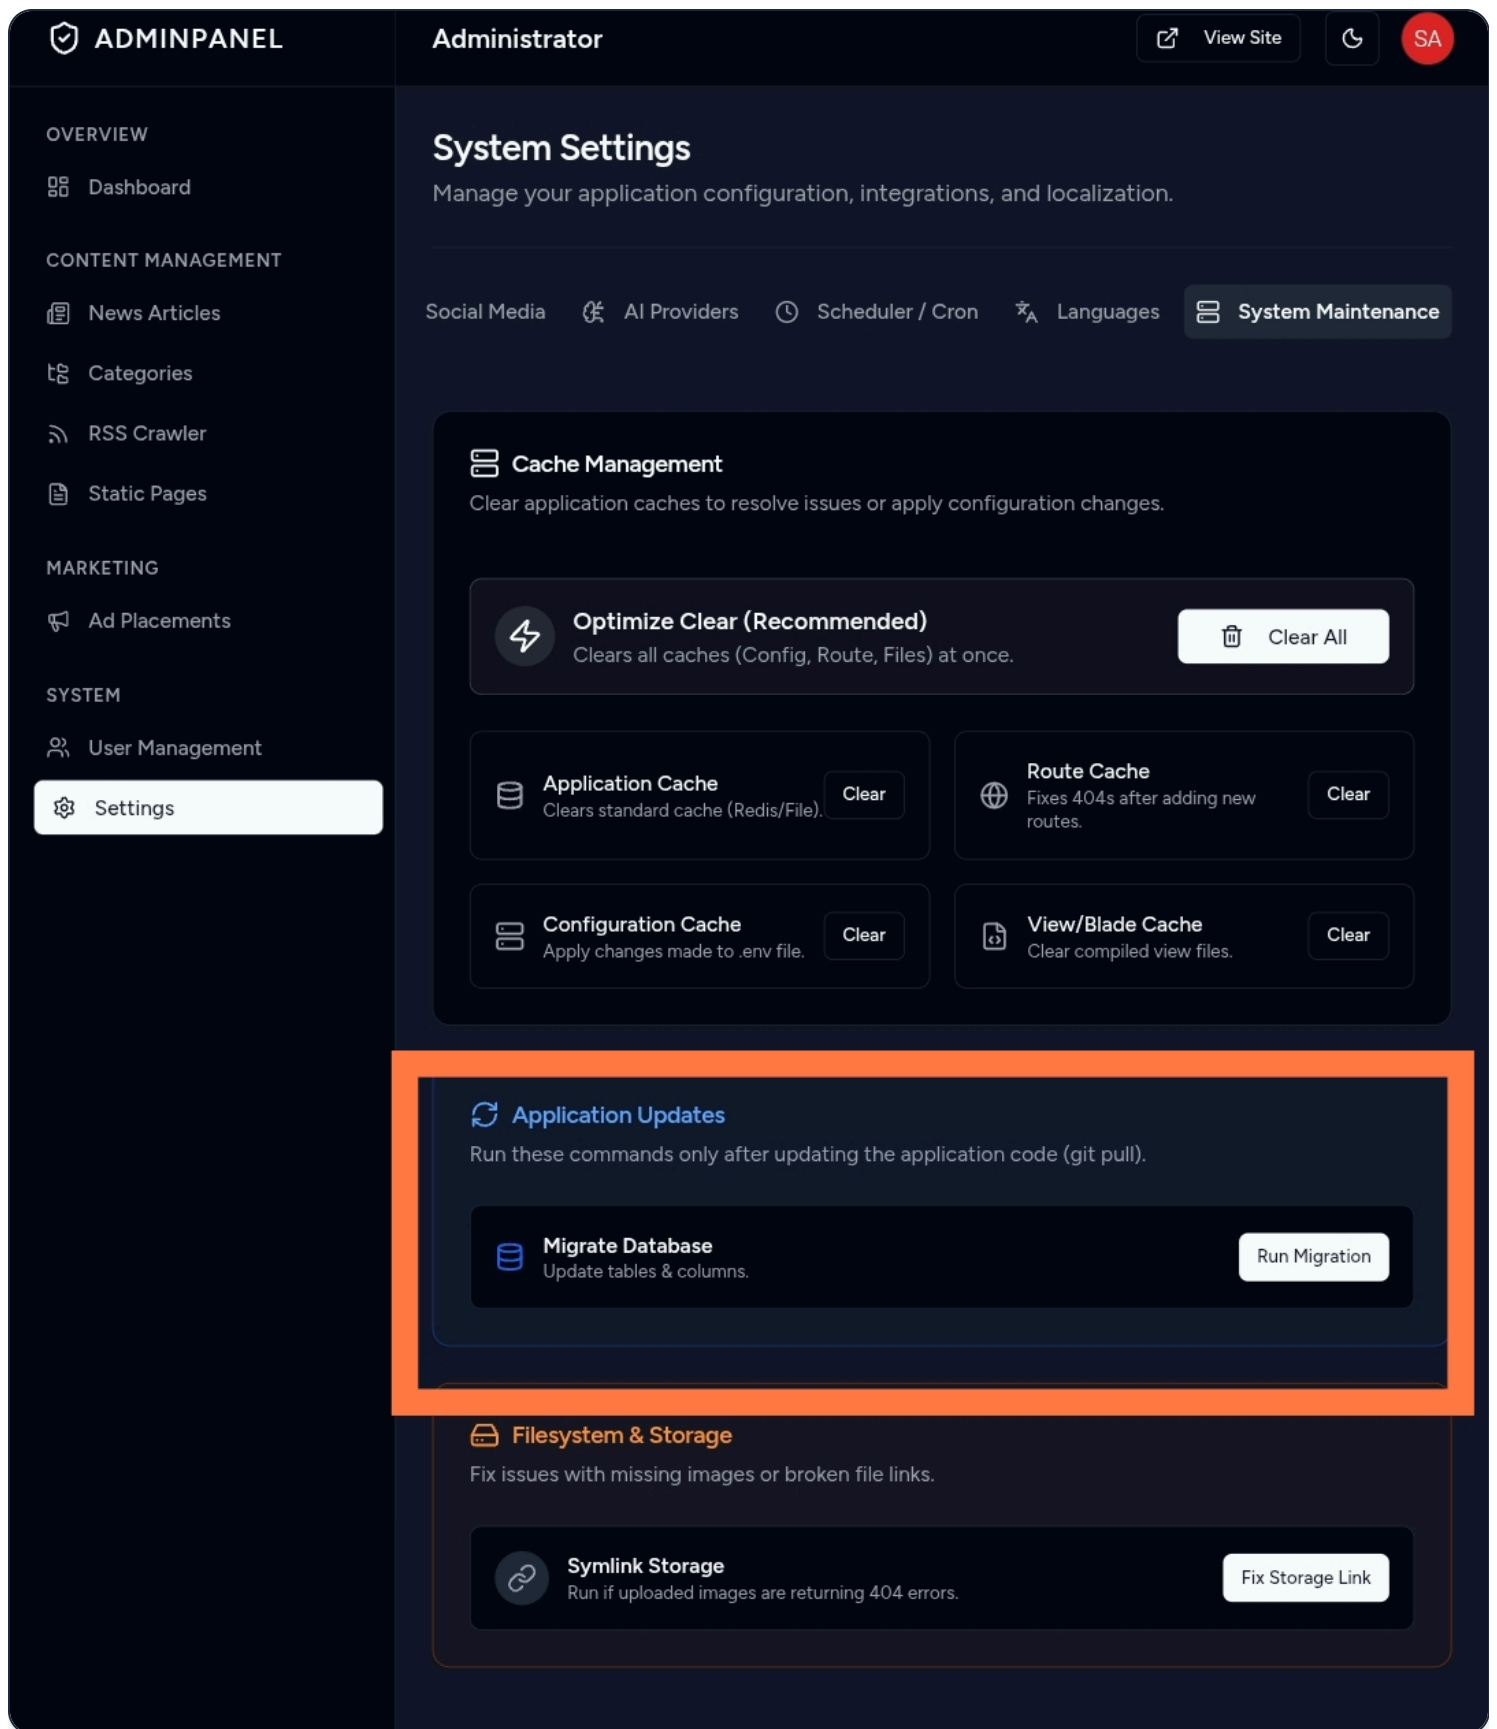 ADMINPANEL
Administrator
View Site
SA
OVERVIEW
Dashboard
CONTENT MANAGEMENT
News Articles
Categories
RSS Crawler
Static Pages
MARKETING
Ad Placements
SYSTEM
User Management
Settings
System Settings
Manage your application configuration, integrations, and localization.
Social Media
AI Providers
Scheduler / Cron
Languages
System Maintenance
Cache Management
Clear application caches to resolve issues or apply configuration changes.
Optimize Clear (Recommended)
Clears all caches (Config, Route, Files) at once.
Clear All
Application Cache
Clears standard cache (Redis/File).
Clear
Route Cache
Fixes 404s after adding new
routes.
Clear
Configuration Cache
Apply changes made to .env file.
Clear
View/Blade Cache
Clear compiled view files.
Clear
Application Updates
Run these commands only after updating the application code (git pull).
Migrate Database
Update tables & columns.
Run Migration
Filesystem & Storage
Fix issues with missing images or broken file links.
Symlink Storage
Run if uploaded images are returning 404 errors.
Fix Storage Link